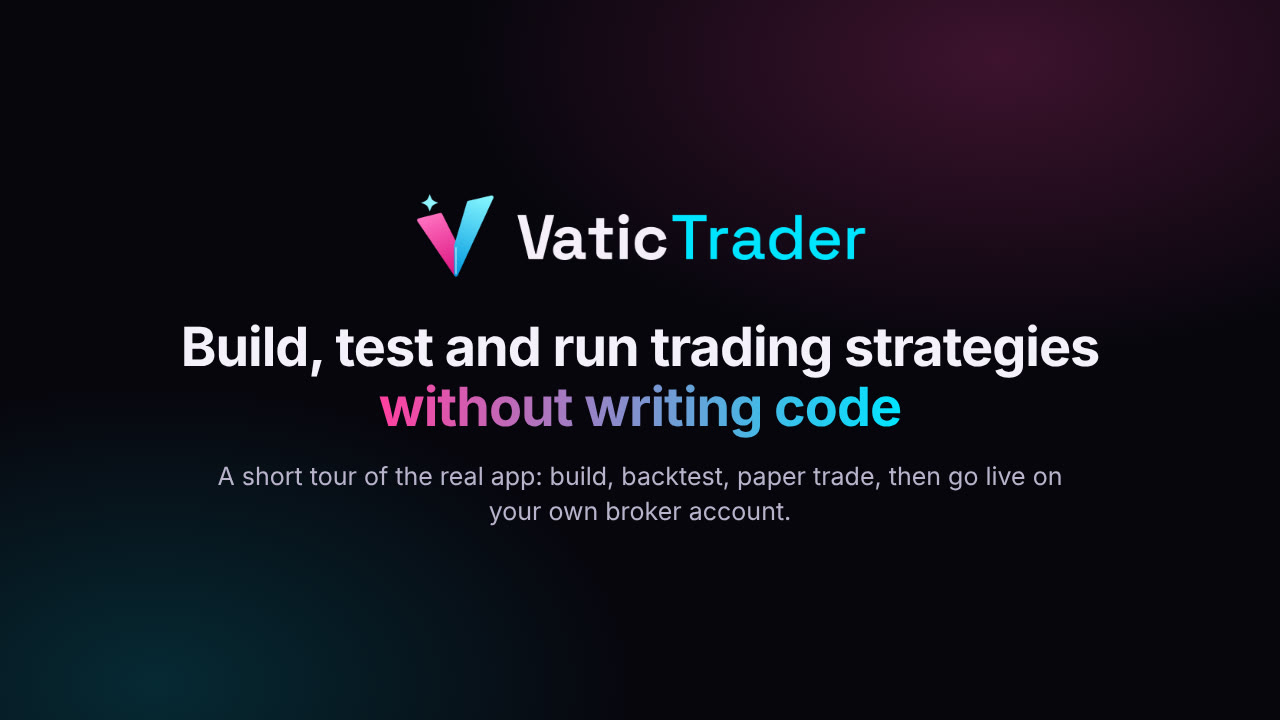 VaticTrader
Build, test and run trading strategies
without writing code
A short tour of the real app: build, backtest, paper trade, then go live on
your own broker account.